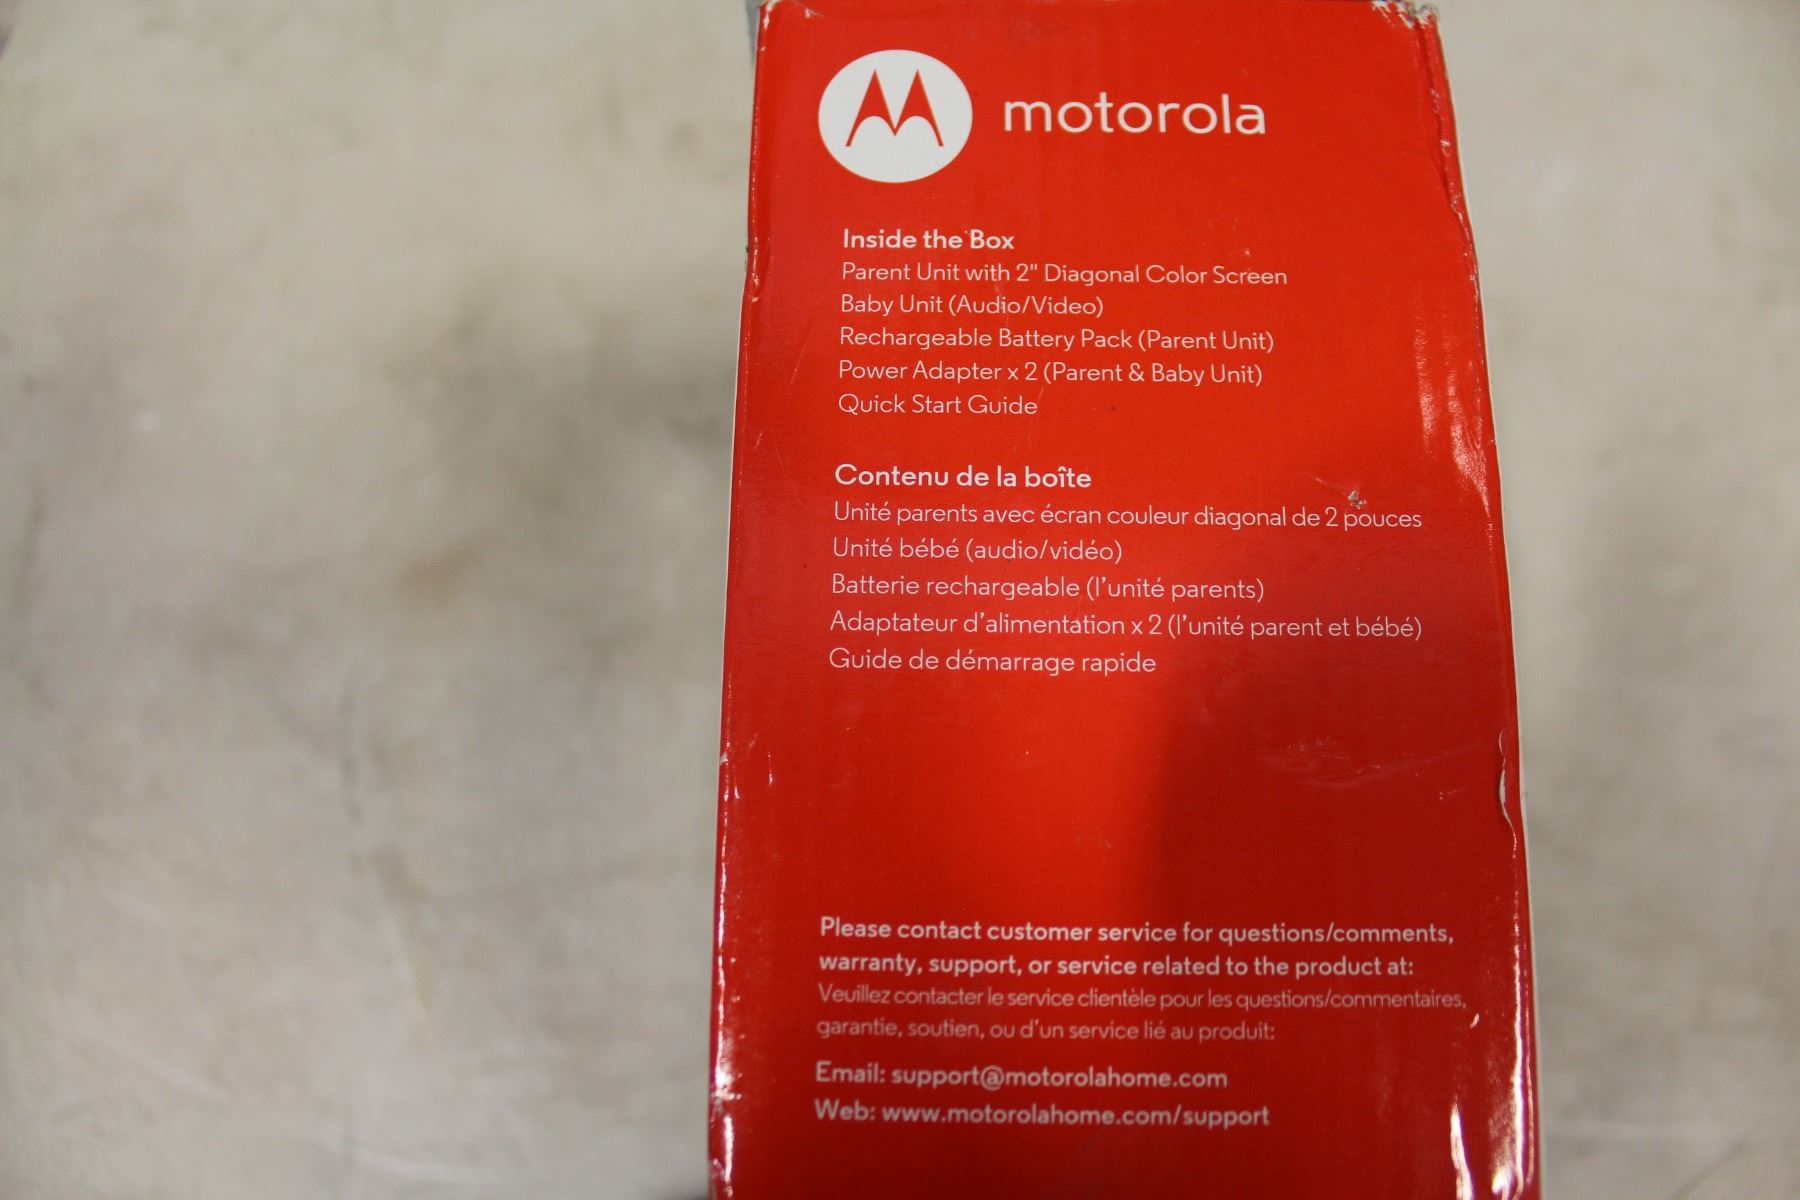 motorola
Inside the Box
Parent Unit with 2" Diagonal Color Screen
Baby Unit (Audio/Video)
Rechargeable Battery Pack (Parent Unit)
Power Adapter x 2 (Parent & Baby Unit)
Quick Start Guide
Contenu de la boîte
Unité parents avec écran couleur diagonal de 2 pouces
Unité bébé (audio/vidéo)
Batterie rechargeable (l'unité parents)
Adaptateur d'alimentation x 2 (l'unité parent et bébé)
Guide de démarrage rapide
Please contact customer service for questions/comments,
warranty, support, or service related to the product at:
Veuillez contacter le service clientèle pour les questions/commentaires,
garantie, soutien, ou d'un service lié au produit:
Email: support@motorolahome.com
Web: www.motorolahome.com/support